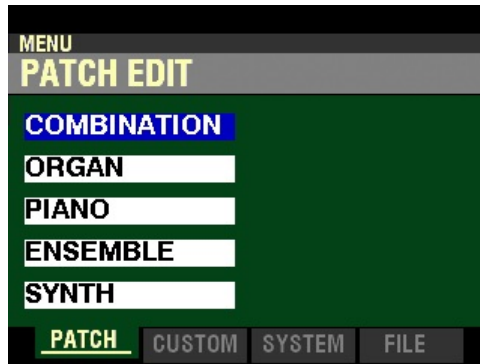 MENU
PATCH EDIT
COMBINATION
ORGAN
PIANO
ENSEMBLE
SYNTH
PATCH CUSTOM SYSTEM FILE